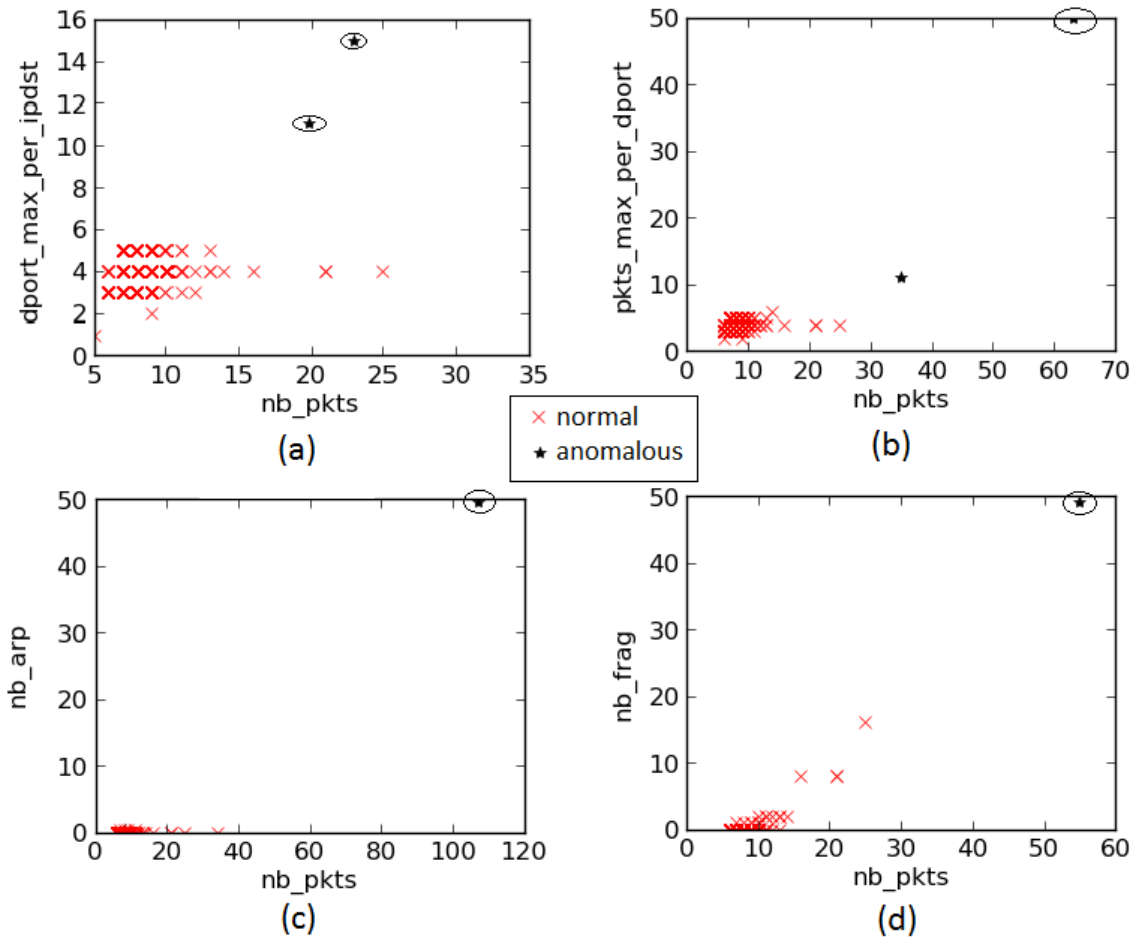 16
14
12
10
8
6
4
2
0
dport_max_per_ipdst
5 10 15 20 25 30 35
nb_pkts
(a)
50
40
30
20
10
0
pkts_max_per_dport
0 10 20 30 40 50 60 70
nb_pkts
(b)
normal
anomalous
50
40
30
20
10
0
nb_arp
0 20 40 60 80 100 120
nb_pkts
(c)
50
40
30
20
10
0
nb_frag
0 10 20 30 40 50 60
nb_pkts
(d)